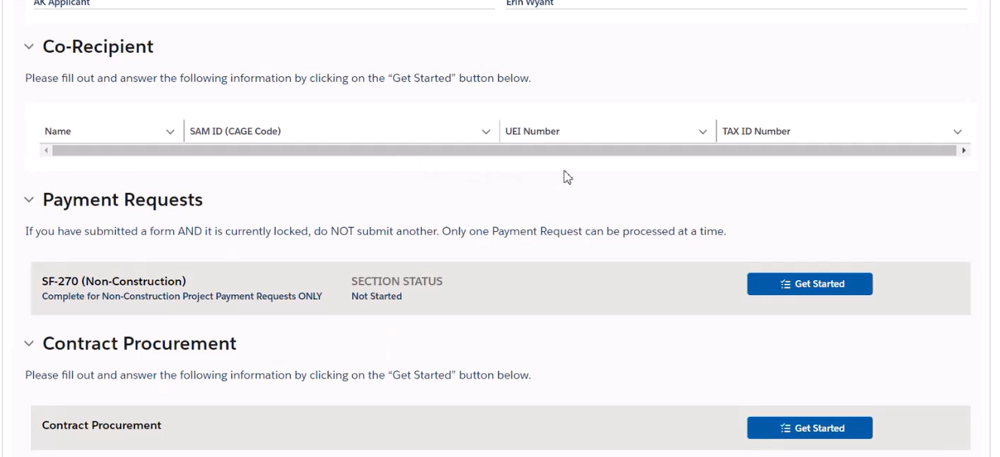 AK Applicant
Erin Wyant
Co-Recipient
Please fill out and answer the following information by clicking on the “Get Started” button below.
Name
SAM ID (CAGE Code)
UEI Number
TAX ID Number
Payment Requests
If you have submitted a form AND it is currently locked, do NOT submit another. Only one Payment Request can be processed at a time.
SF-270 (Non-Construction)
Complete for Non-Construction Project Payment Requests ONLY
SECTION STATUS
Not Started
Get Started
Contract Procurement
Please fill out and answer the following information by clicking on the “Get Started” button below.
Contract Procurement
Get Started